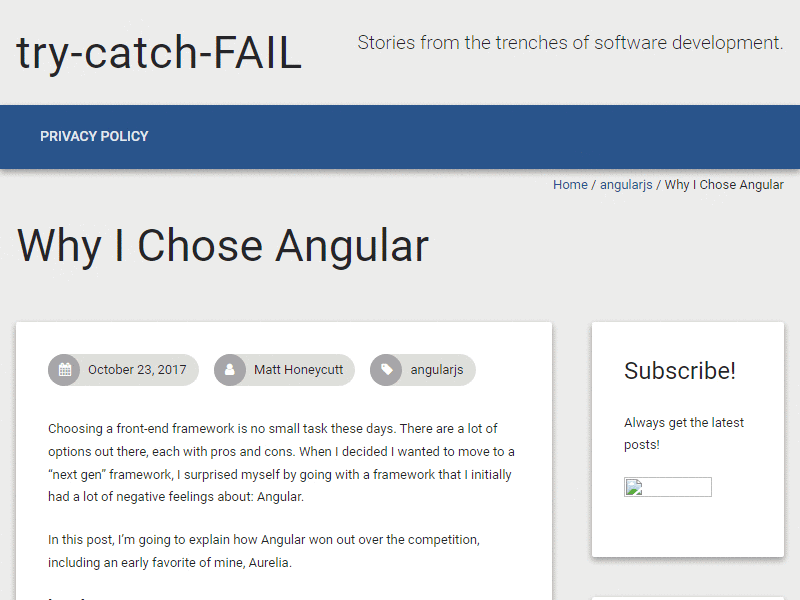 try-catch-FAIL
Stories from the trenches of software development.
PRIVACY POLICY
Home / angularjs / Why I Chose Angular
Why I Chose Angular
October 23, 2017
Matt Honeycutt
angularjs
Choosing a front-end framework is no small task these days. There are a lot of
options out there, each with pros and cons. When I decided I wanted to move to a
“next gen” framework, I surprised myself by going with a framework that I initially
had a lot of negative feelings about: Angular.
In this post, I’m going to explain how Angular won out over the competition,
including an early favorite of mine, Aurelia.
Subscribe!
Always get the latest
posts!